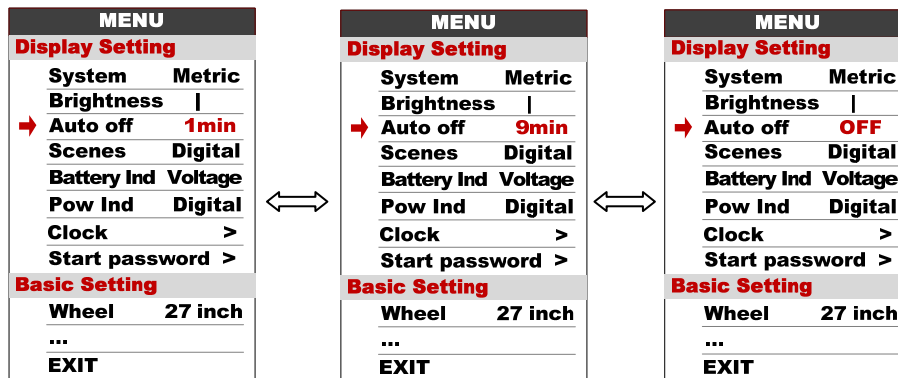 MENU
Display Setting
System Metric
Brightness |
Auto off 1min
Scenes Digital
Battery Ind Voltage
Pow Ind Digital
Clock >
Start password >
Basic Setting
Wheel 27 inch
...
EXIT
MENU
Display Setting
System Metric
Brightness |
Auto off 9min
Scenes Digital
Battery Ind Voltage
Pow Ind Digital
Clock >
Start password >
Basic Setting
Wheel 27 inch
...
EXIT
MENU
Display Setting
System Metric
Brightness |
Auto off OFF
Scenes Digital
Battery Ind Voltage
Pow Ind Digital
Clock >
Start password >
Basic Setting
Wheel 27 inch
...
EXIT